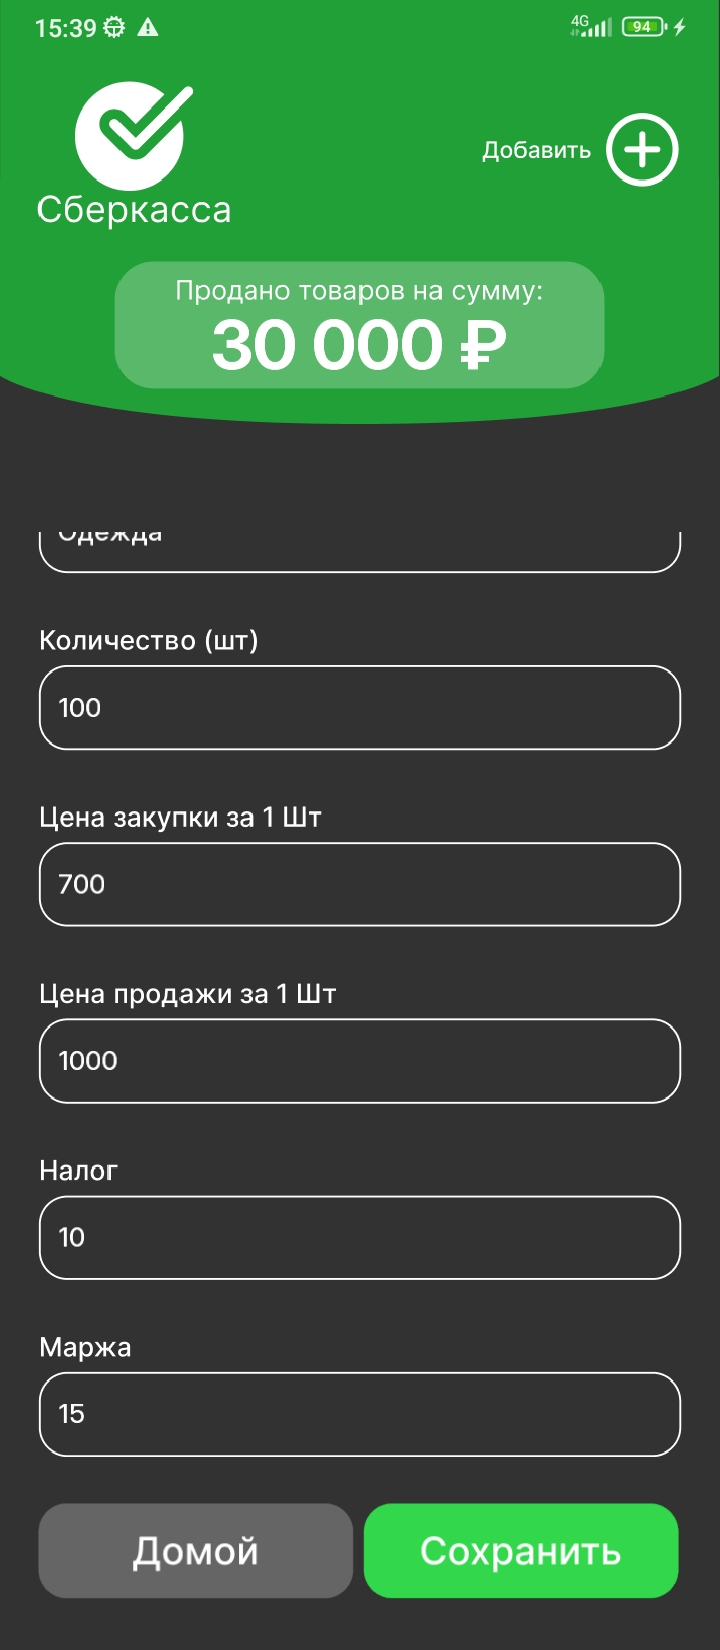 15:39
4G
94
Сберкасса
Добавить
Продано товаров на сумму:
30 000 ₽
Одежда
Количество (шт)
100
Цена закупки за 1 Шт
700
Цена продажи за 1 Шт
1000
Налог
10
Маржа
15
Домой
Сохранить